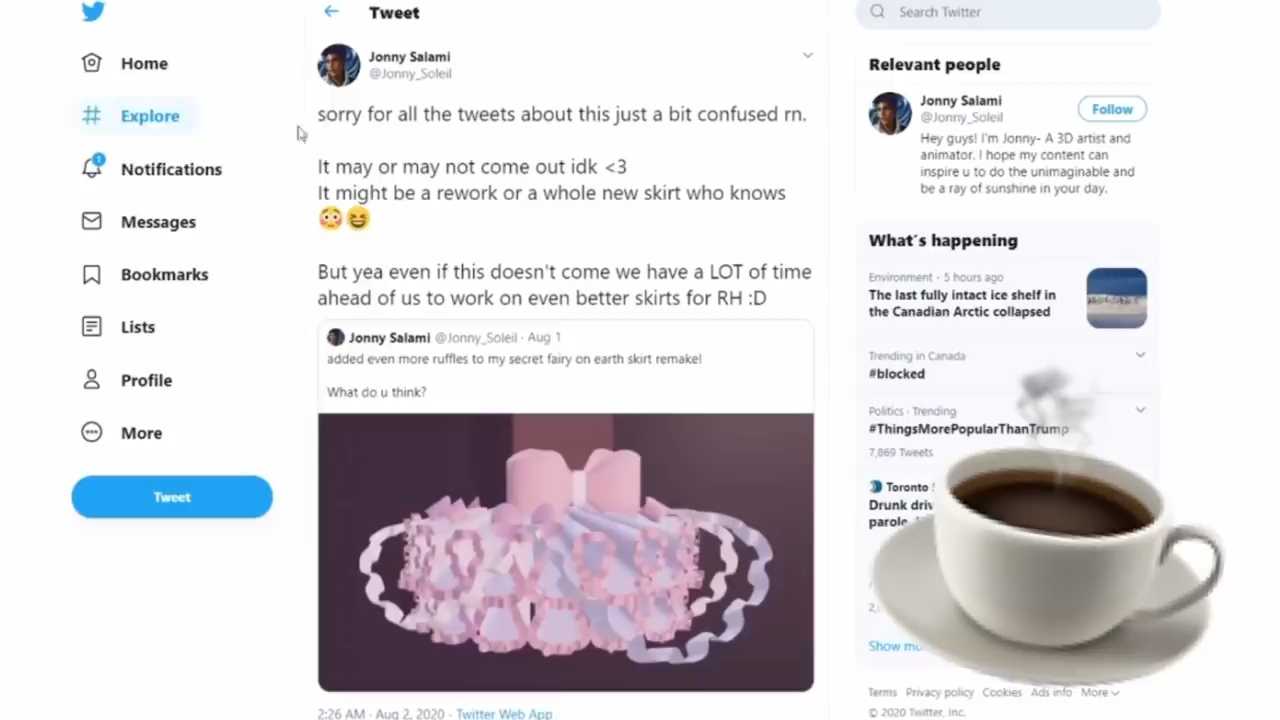 Home
Explore
1
Notifications
Messages
Bookmarks
Lists
Profile
More
Tweet
Tweet
Jonny Salami
@Jonny_Soleil
sorry for all the tweets about this just a bit confused rn.
It may or may not come out idk <3
It might be a rework or a whole new skirt who knows
😳😆
But yea even if this doesn't come we have a LOT of time
ahead of us to work on even better skirts for RH :D
Jonny Salami @Jonny_Soleil · Aug 1
added even more ruffles to my secret fairy on earth skirt remake!
What do u think?
2:26 AM · Aug 2, 2020 · Twitter Web App
Search Twitter
Relevant people
Jonny Salami
@Jonny_Soleil
Follow
Hey guys! I'm Jonny- A 3D artist and
animator. I hope my content can
inspire u to do the unimaginable and
be a ray of sunshine in your day.
What's happening
Environment · 5 hours ago
The last fully intact ice shelf in
the Canadian Arctic collapsed
Trending in Canada
#blocked
Politics · Trending
#ThingsMorePopularThanTrump
7,869 Tweets
Toronto
Drunk
parole
Show
Terms Privacy policy Cookies Ads info More
© 2020 Twitter, Inc.